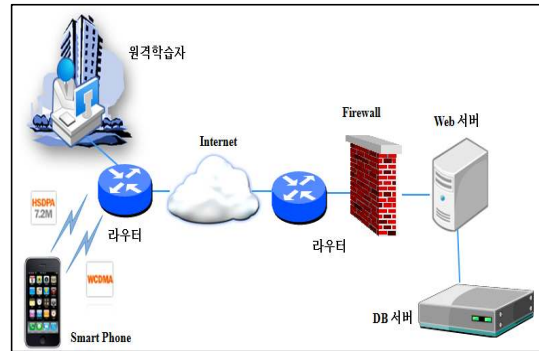 원격학습자
Firewall
Web 서버
Internet
HSDPA
7.2M
라우터
라우터
WCDMA
Smart Phone
DB 서버